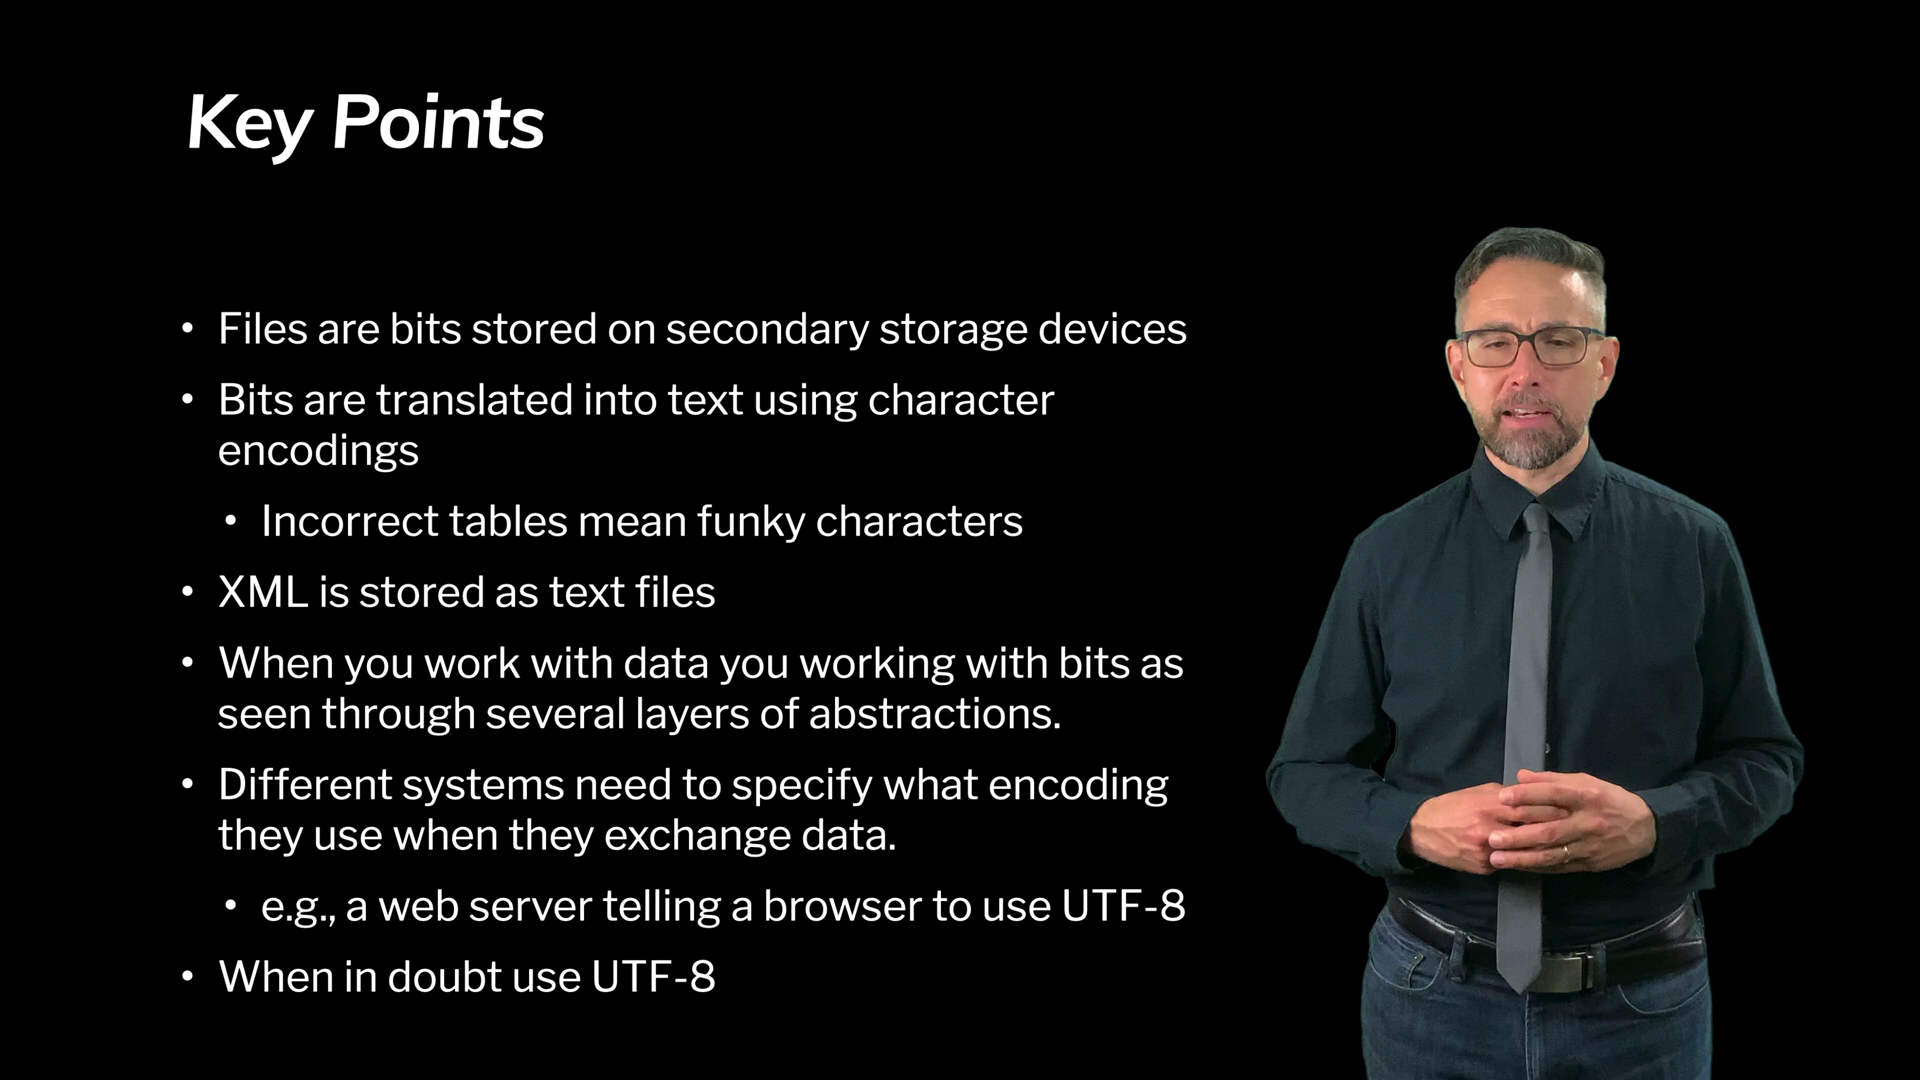 Key Points
• Files are bits stored on secondary storage devices
• Bits are translated into text using character
encodings
• Incorrect tables mean funky characters
• XML is stored as text files
• When you work with data you working with bits as
seen through several layers of abstractions.
• Different systems need to specify what encoding
they use when they exchange data.
• e.g., a web server telling a browser to use UTF-8
• When in doubt use UTF-8